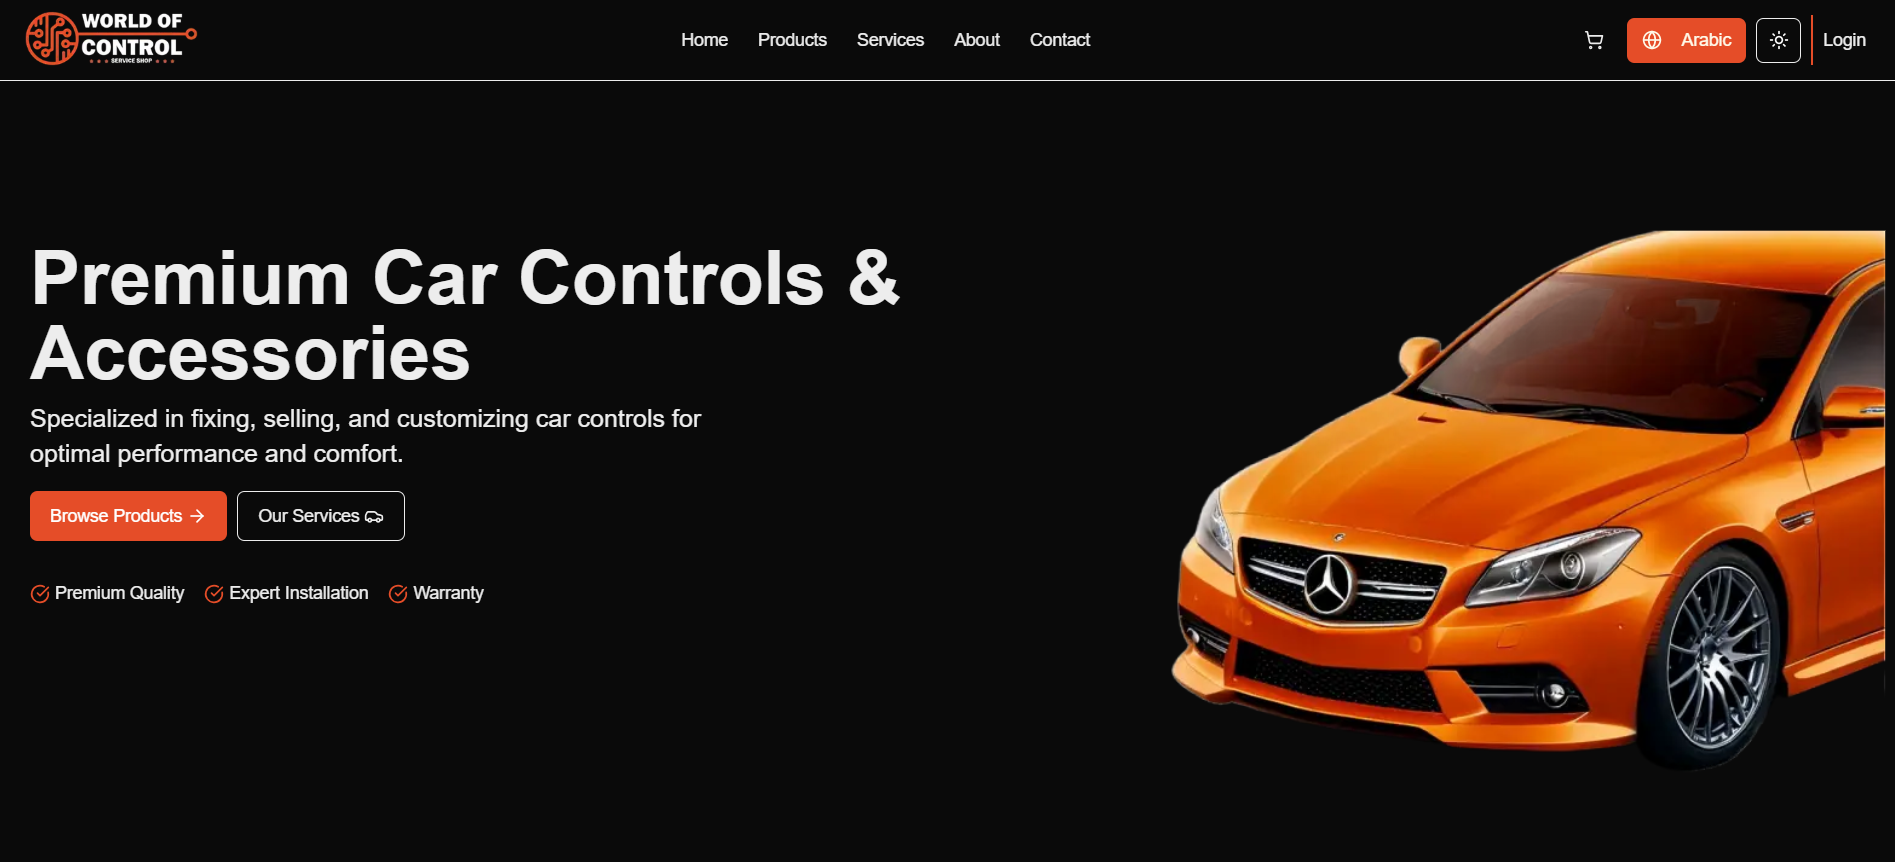 WORLD OF
CONTROL
SERVICE SHOP
Home
Products
Services
About
Contact
Arabic
Login
Premium Car Controls &
Accessories
Specialized in fixing, selling, and customizing car controls for
optimal performance and comfort.
Browse Products
Our Services
Premium Quality
Expert Installation
Warranty